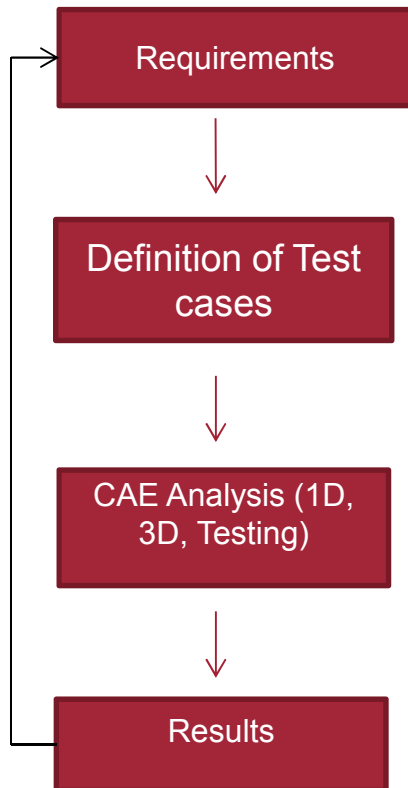 Requirements
Definition of Test
cases
CAE Analysis (1D,
3D, Testing)
Results